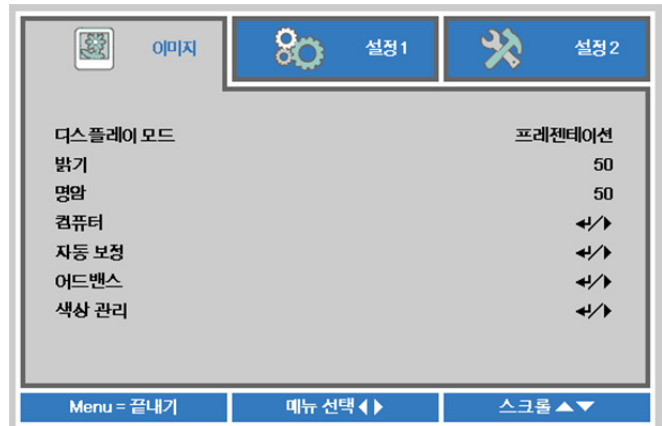 이미지 설정1 설정2
디스플레이 모드 프레젠테이션
밝기 50
명암 50
컴퓨터 ↵/▶
자동 보정 ↵/▶
어드밴스 ↵/▶
색상 관리 ↵/▶
Menu = 끝내기 메뉴 선택◀▶ 스크롤▲▼